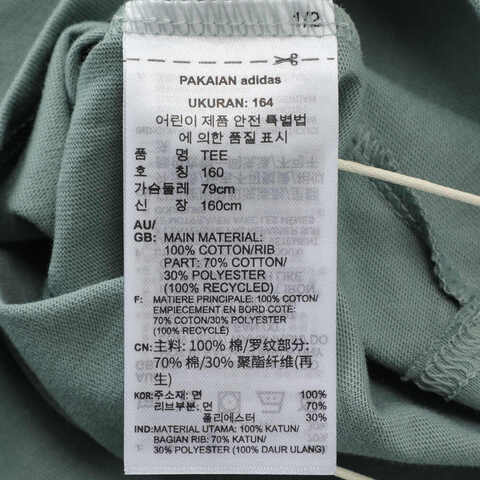 1/2
PAKAIAN adidas
UKURAN: 164
어린이 제품 안전 특별법
에 의한 품질 표시
품 명 TEE
호 칭 160
가슴둘레 79cm
신 장 160cm
AU/
GB: MAIN MATERIAL:
100% COTTON/RIB
PART: 70% COTTON/
30% POLYESTER
(100% RECYCLED)
F: MATIERE PRINCIPALE: 100% COTON/
EMPIECEMENT EN BORD COTE:
70% COTON/30% POLYESTER
(100% RECYCLÉ)
CN: 主料: 100% 棉/罗纹部分:
70% 棉/30% 聚酯纤维(再
生)
KOR: 주소재: 면 100%
리브부분: 면 70%
폴리에스터 30%
IND: MATERIAL UTAMA: 100% KATUN/
BAGIAN RIB: 70% KATUN/
30% POLYESTER (100% DAUR ULANG)